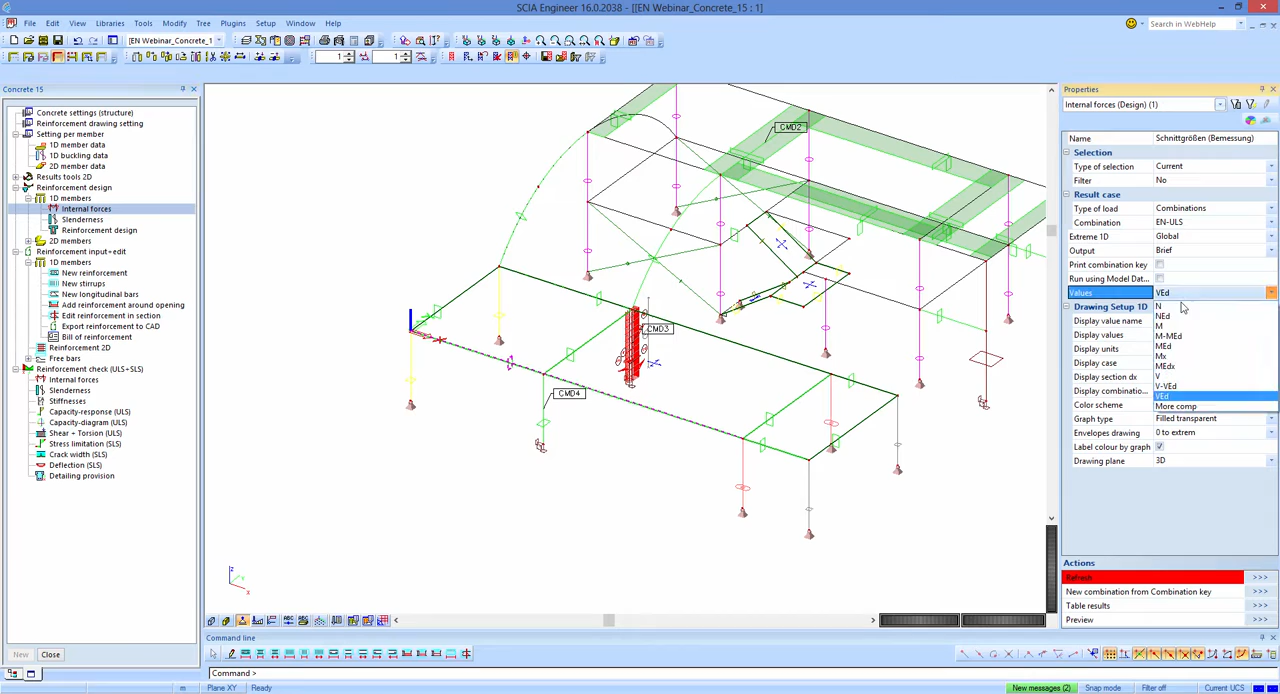 SCIA Engineer 16.0.2038 - [[EN Webinar_Concrete_15 : 1]
File Edit View Libraries Tools Modify Tree Plugins Setup Window Help
Search in WebHelp
[EN Webinar_Concrete_1
1
1
Concrete 15
Concrete settings (structure)
Reinforcement drawing setting
Setting per member
1D member data
1D buckling data
2D member data
Results tools 2D
Reinforcement design
1D members
Internal forces
Slenderness
Reinforcement design
2D members
Reinforcement input+edit
1D members
New reinforcement
New stirrups
New longitudinal bars
Add reinforcement around opening
Edit reinforcement in section
Export reinforcement to CAD
Bill of reinforcement
Reinforcement 2D
Free bars
Reinforcement check (ULS+SLS)
Internal forces
Slenderness
Stiffnesses
Capacity-response (ULS)
Capacity-diagram (ULS)
Shear + Torsion (ULS)
Stress limitation (SLS)
Crack width (SLS)
Deflection (SLS)
Detailing provision
New Close
CMD2
CMD3
CMD4
z
y
x
Properties
Internal forces (Design) (1)
Name Schnittgrößen (Bemessung)
Selection
Type of selection Current
Filter No
Result case
Type of load Combinations
Combination EN-ULS
Extreme 1D Global
Output Brief
Print combination key
Run using Model Dat...
Values VEd
Drawing Setup 1D
Display value name
Display values
Display units
Display case
Display section dx
Display combinatio...
Color scheme
N
NEd
M
M-MEd
MEd
Mx
MEdx
V
V-VEd
VEd
More comp
Graph type Filled transparent
Envelopes drawing 0 to extrem
Label colour by graph
Drawing plane 3D
Actions
Refresh >>>
New combination from Combination key >>>
Table results >>>
Preview >>>
Command line
Command >
m Plane XY Ready New messages (2) Snap mode Filter off Current UCS